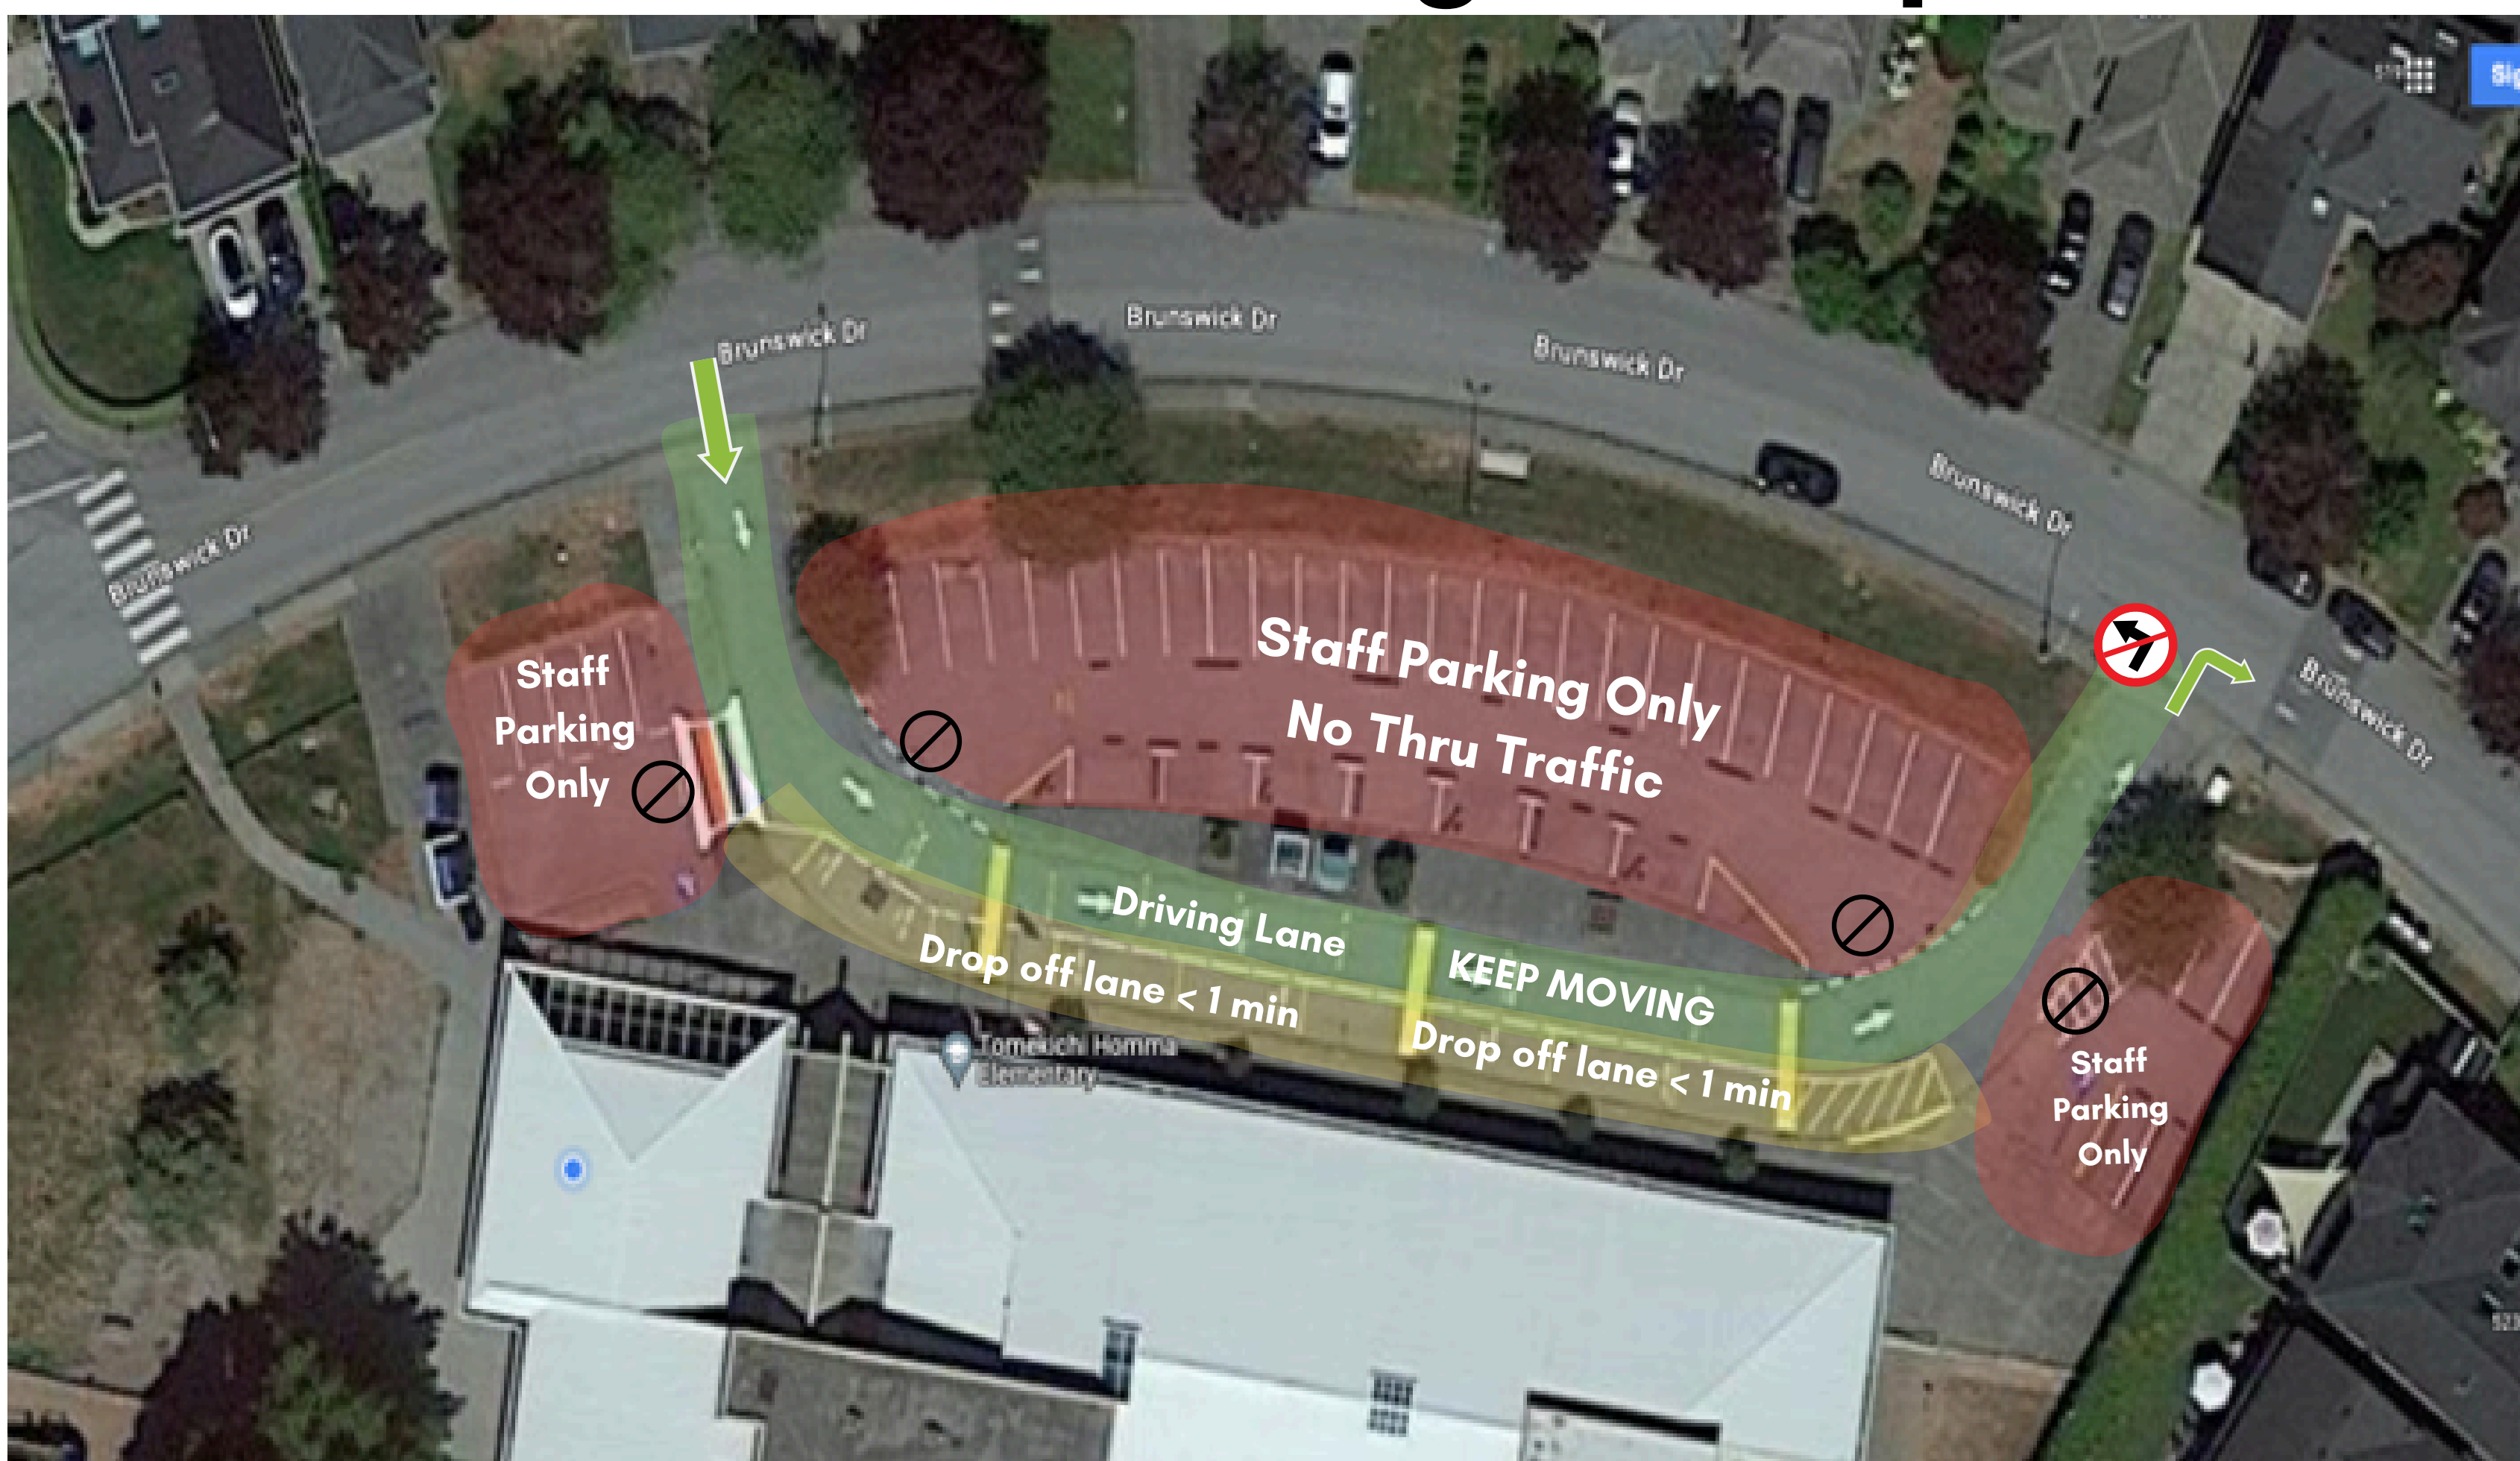 Brunswick Dr
Brunswick Dr
Brunswick Dr
Brunswick Dr
Brunswick Dr
Brunswick Dr
Staff Parking Only
No Thru Traffic
Staff
Parking
Only
Driving Lane
KEEP MOVING
Drop off lane < 1 min
Drop off lane < 1 min
Tomekichi Homma
Elementary
Staff
Parking
Only